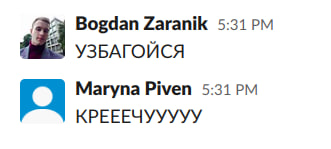 Bogdan Zaranik 5:31 PM
УЗБАГОЙСЯ
Maryna Piven 5:31 PM
КРЕЕЕЧУУУУУ